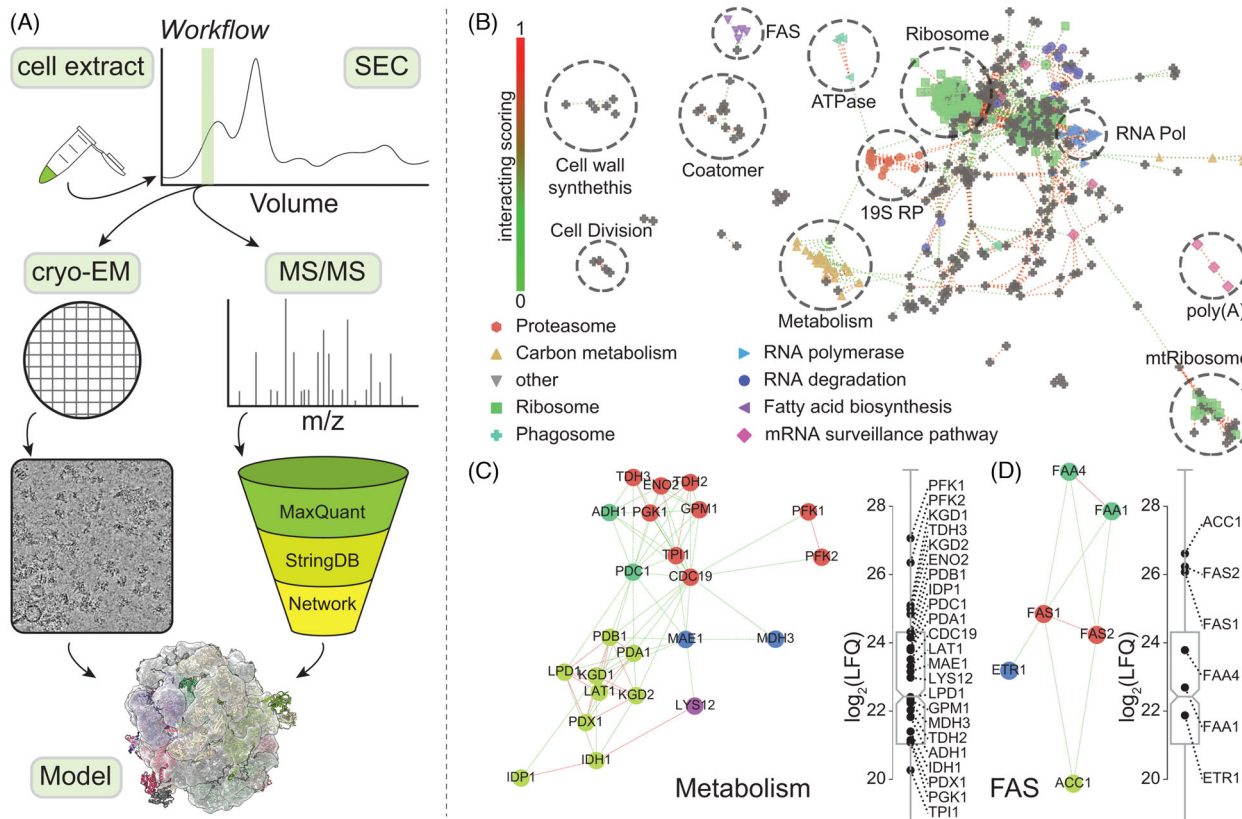 (A)
Workflow
cell extract
SEC
Volume
cryo-EM
MS/MS
m/z
MaxQuant
StringDB
Network
Model
(B)
1
interacting scoring
0
FAS
ATPase
Ribosome
RNA Pol
Cell wall
synthethis
Coatomer
19S RP
Cell Division
Metabolism
poly(A)
mtRibosome
Proteasome
Carbon metabolism
other
Ribosome
Phagosome
RNA polymerase
RNA degradation
Fatty acid biosynthesis
mRNA surveillance pathway
(C)
TDH3
ENO2
TDH2
ADH1
PGK1
GPM1
PFK1
TPI1
PFK2
PDC1
CDC19
PDB1
MAE1
MDH3
PDA1
LPD1
KGD1
LAT1
KGD2
LYS12
PDX1
IDH1
IDP1
Metabolism
log2(LFQ)
28
26
24
22
20
PFK1
PFK2
KGD1
TDH3
KGD2
ENO2
PDB1
IDP1
PDC1
PDA1
CDC19
LAT1
MAE1
LYS12
LPD1
GPM1
MDH3
TDH2
ADH1
IDH1
PDX1
PGK1
TPI1
(D)
FAA4
FAA1
FAS1
FAS2
ETR1
ACC1
FAS
log2(LFQ)
28
26
24
22
20
ACC1
FAS2
FAS1
FAA4
FAA1
ETR1